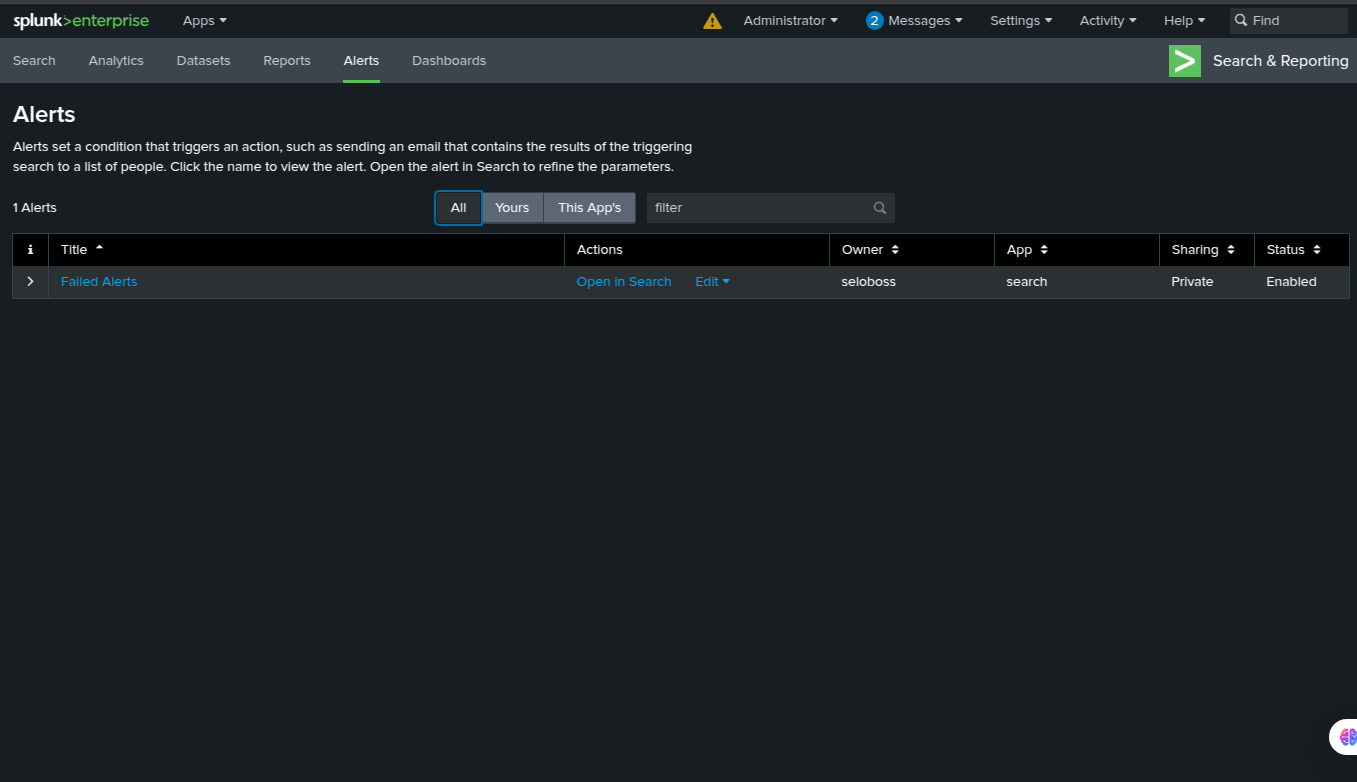 splunk>enterprise Apps Administrator 2 Messages Settings Activity Help Find
Search Analytics Datasets Reports Alerts Dashboards > Search & Reporting
Alerts
Alerts set a condition that triggers an action, such as sending an email that contains the results of the triggering
search to a list of people. Click the name to view the alert. Open the alert in Search to refine the parameters.
1 Alerts All Yours This App's filter
i Title Actions Owner App Sharing Status
> Failed Alerts Open in Search Edit seloboss search Private Enabled